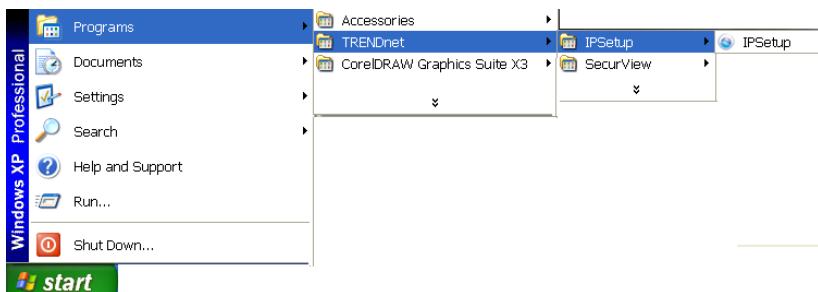 Windows XP Professional
Programs
Documents
Settings
Search
Help and Support
Run...
Shut Down...
start
Accessories
TRENDnet
CorelDRAW Graphics Suite X3
IPSetup
SecurView
IPSetup